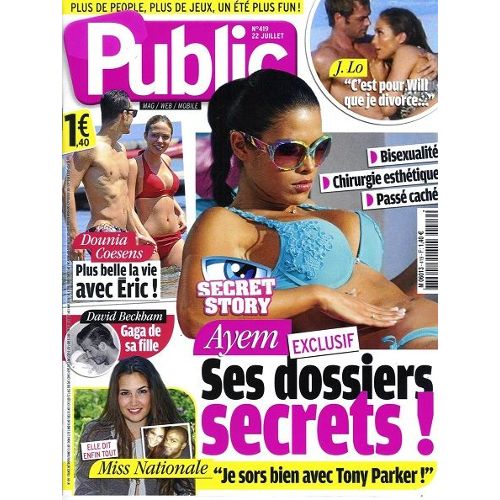 PLUS DE PEOPLE, PLUS DE JEUX, UN ÉTÉ PLUS FUN !
Public
N°419
22 JUILLET
MAG / WEB / MOBILE
1€
,40
J. Lo
"C'est pour Will
que je divorce..."
Bisexualité
Chirurgie esthétique
Passé caché
Dounia
Coesens
Plus belle la vie
avec Eric !
SECRET
STORY
David Beckham
Gaga de
sa fille
Ayem
EXCLUSIF
Ses dossiers
secrets !
ELLE DIT
ENFIN TOUT
Miss Nationale
"Je sors bien avec Tony Parker !"